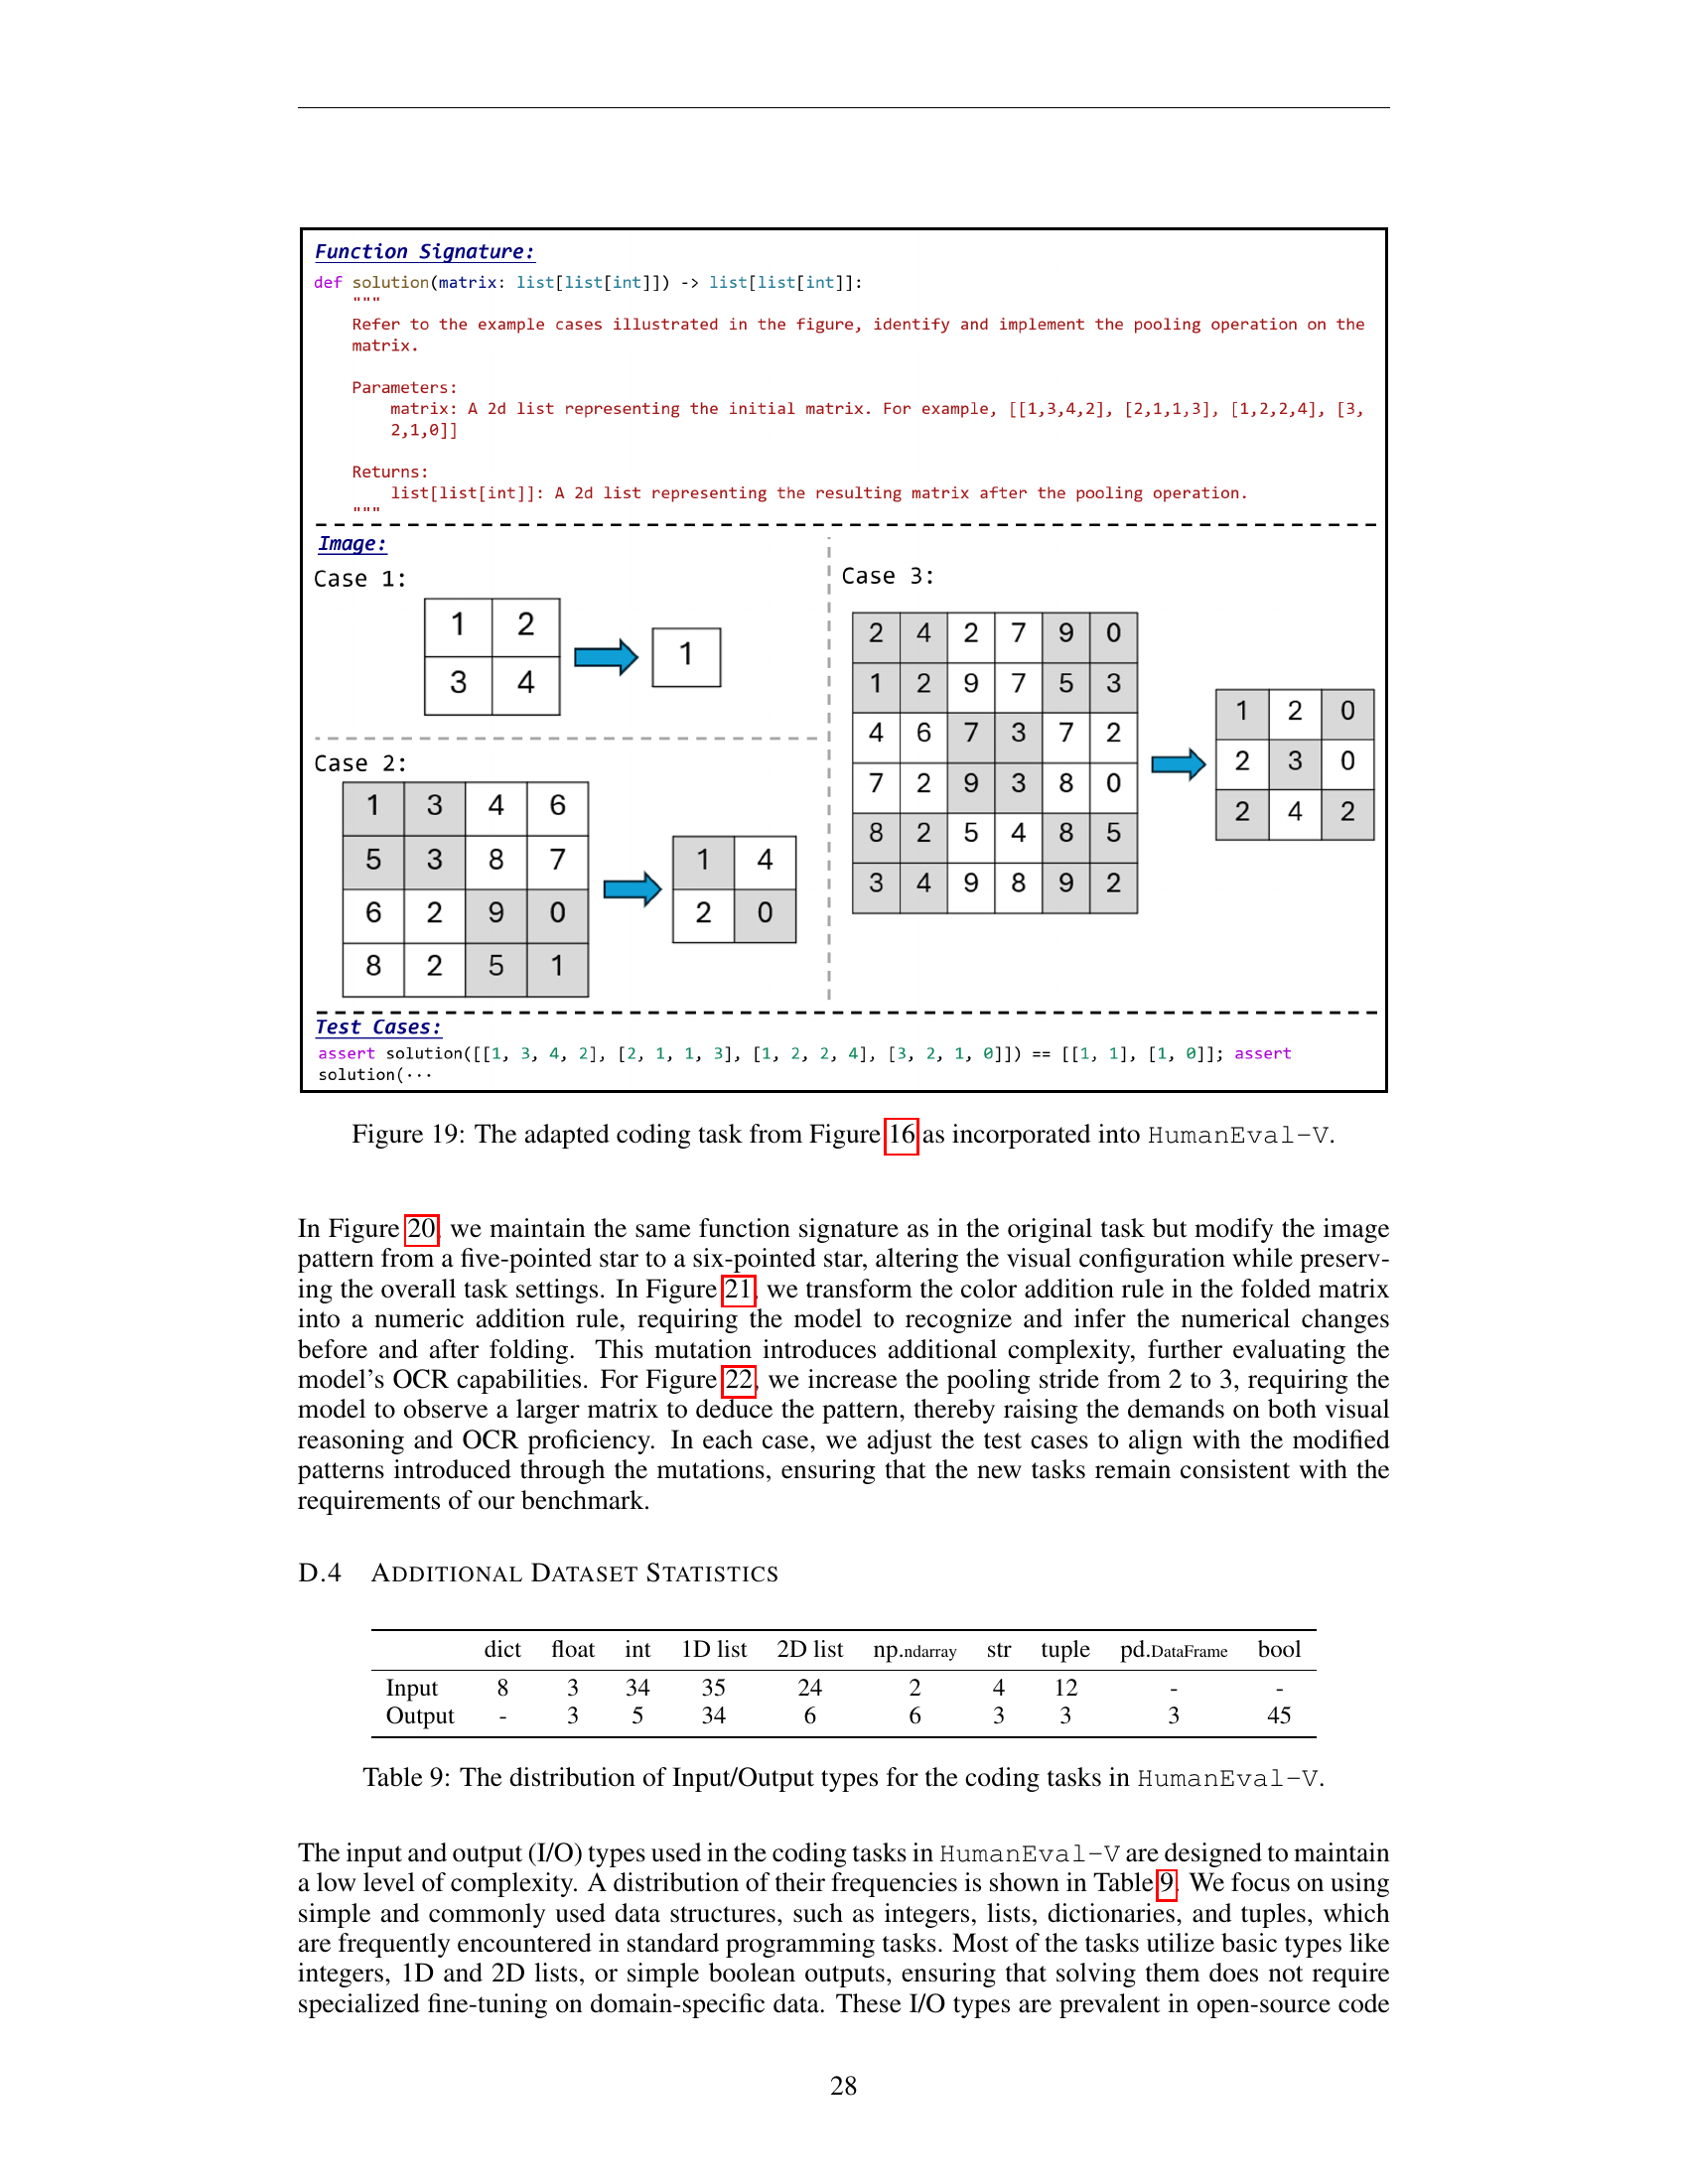 Function Signature:
def solution(matrix: list[list[int]]) -> list[list[int]]:
"""
Refer to the example cases illustrated in the figure, identify and implement the pooling operation on the
matrix.
Parameters:
matrix: A 2d list representing the initial matrix. For example, [[1,3,4,2], [2,1,1,3], [1,2,2,4], [3,
2,1,0]]
Returns:
list[list[int]]: A 2d list representing the resulting matrix after the pooling operation.
"""
Image:
Case 1:
1 2
3 4
1
Case 2:
1 3 4 6
5 3 8 7
6 2 9 0
8 2 5 1
1 4
2 0
Case 3:
2 4 2 7 9 0
1 2 9 7 5 3
4 6 7 3 7 2
7 2 9 3 8 0
8 2 5 4 8 5
3 4 9 8 9 2
1 2 0
2 3 0
2 4 2
Test Cases:
assert solution([[1, 3, 4, 2], [2, 1, 1, 3], [1, 2, 2, 4], [3, 2, 1, 0]]) == [[1, 1], [1, 0]]; assert
solution(···
Figure 19: The adapted coding task from Figure 16 as incorporated into HumanEval-V.
In Figure 20, we maintain the same function signature as in the original task but modify the image
pattern from a five-pointed star to a six-pointed star, altering the visual configuration while preserv-
ing the overall task settings. In Figure 21, we transform the color addition rule in the folded matrix
into a numeric addition rule, requiring the model to recognize and infer the numerical changes
before and after folding. This mutation introduces additional complexity, further evaluating the
model's OCR capabilities. For Figure 22, we increase the pooling stride from 2 to 3, requiring the
model to observe a larger matrix to deduce the pattern, thereby raising the demands on both visual
reasoning and OCR proficiency. In each case, we adjust the test cases to align with the modified
patterns introduced through the mutations, ensuring that the new tasks remain consistent with the
requirements of our benchmark.
D.4 ADDITIONAL DATASET STATISTICS
dict float int 1D list 2D list np.ndarray str tuple pd.DataFrame bool
Input 8 3 34 35 24 2 4 12 - -
Output - 3 5 34 6 6 3 3 3 45
Table 9: The distribution of Input/Output types for the coding tasks in HumanEval-V.
The input and output (I/O) types used in the coding tasks in HumanEval-V are designed to maintain
a low level of complexity. A distribution of their frequencies is shown in Table 9. We focus on using
simple and commonly used data structures, such as integers, lists, dictionaries, and tuples, which
are frequently encountered in standard programming tasks. Most of the tasks utilize basic types like
integers, 1D and 2D lists, or simple boolean outputs, ensuring that solving them does not require
specialized fine-tuning on domain-specific data. These I/O types are prevalent in open-source code
28